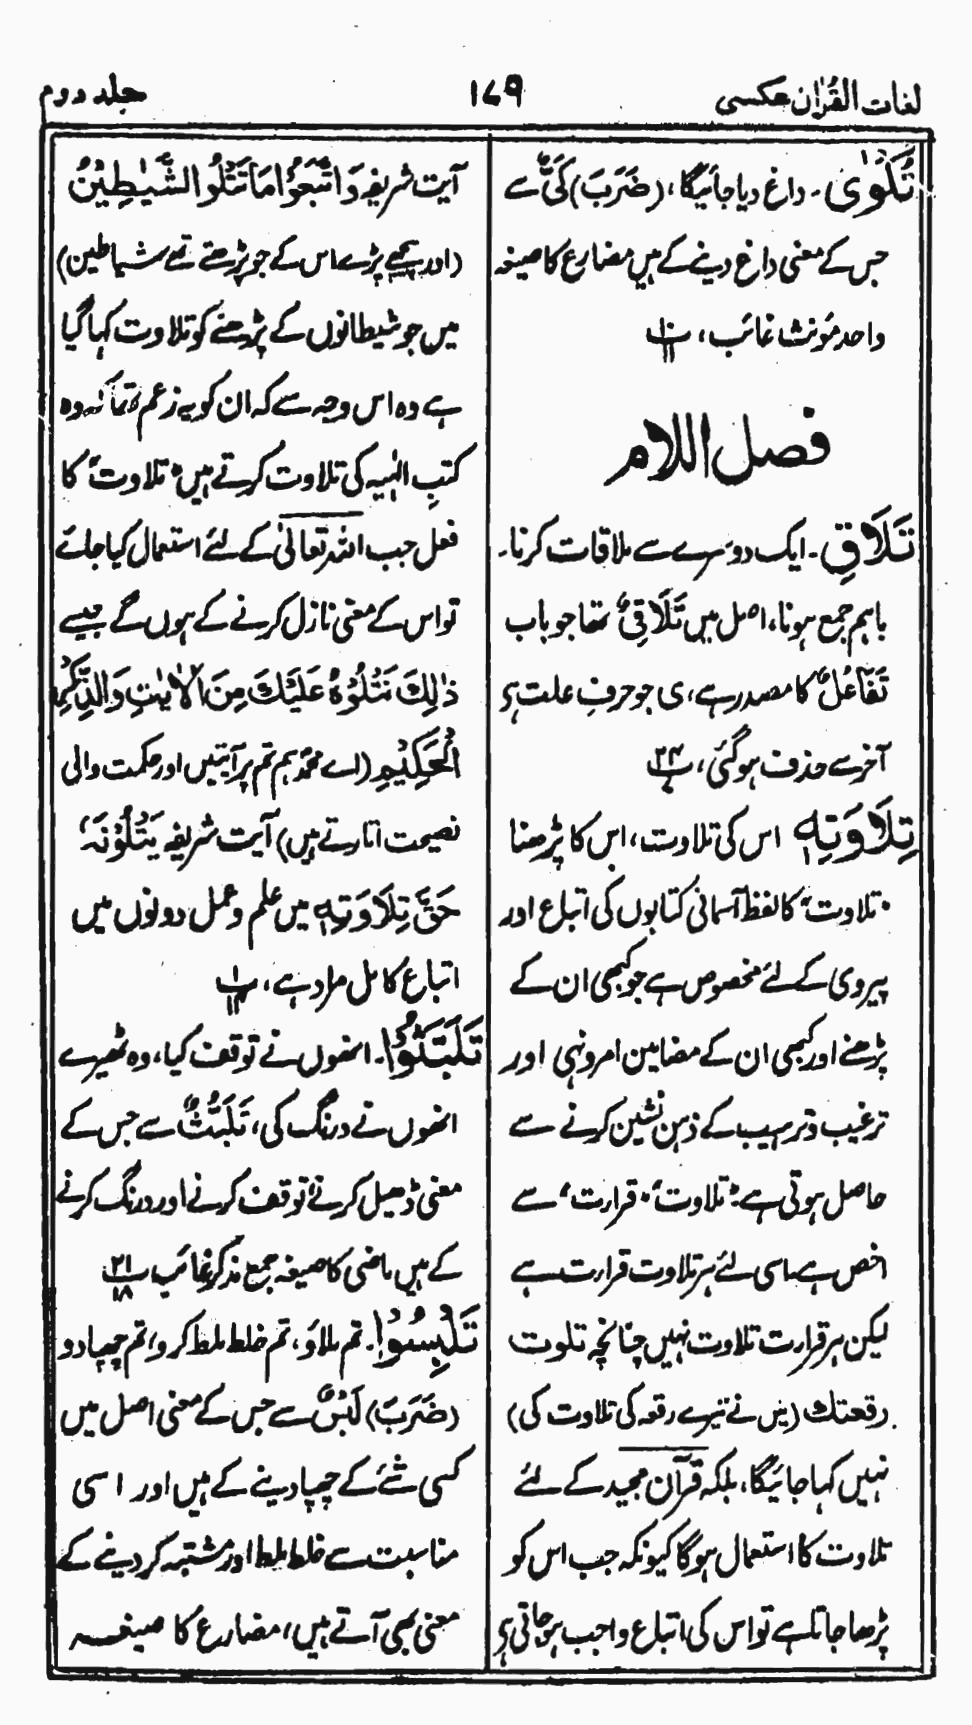 لغات القرآن عکسی
۱۷۹
جلد دوم
تُكْوٰى۔ داغ دیا جائیگا، (ضَرَبَ) كَیٌّ سے
جس کے معنی داغ دینے کے ہیں مضارع کا صیغہ
واحد مؤنث غائب، پ
فصل اللام
تَلَاقِ۔ ایک دوسرے سے ملاقات کرنا۔
باہم جمع ہونا، اصل میں تَلَاقِیٌ تھا جو باب
تَفَاعُلٌ کا مصدر ہے، ی جو حرفِ علت ہے
آخر سے حذف ہوگئی، پ ۲۴
تِلَاوَتِهٖ اس کی تلاوت، اس کا پڑھنا
"تلاوت" کا لفظ آسمانی کتابوں کی اتباع اور
پیروی کے لئے مخصوص ہے جو کبھی ان کے
پڑھنے اور کبھی ان کے مضامین امر و نہی اور
ترغیب و ترہیب کے ذہن نشین کرنے سے
حاصل ہوتی ہے "تلاوت" "قرارت" سے
اخص ہے اسی لئے ہر تلاوت قرارت ہے
لیکن ہر قرارت تلاوت نہیں چنانچہ تلوت
رقعتك (میں نے تیرے رقعہ کی تلاوت کی)
نہیں کہا جائیگا، بلکہ قرآن مجید کے لئے
تلاوت کا استعمال ہوگا کیونکہ جب اس کو
پڑھا جاتا ہے تو اس کی اتباع واجب ہو جاتی ہے
آیت شریفہ وَاتَّبَعُوْا مَا تَتْلُوا الشَّيٰطِيْنُ
(اور پیچھے پڑے اس کے جو پڑھتے تھے شیاطین)
میں جو شیطانوں کے پڑھنے کو تلاوت کہا گیا
ہے وہ اس وجہ سے کہ ان کو یہ زعم تھا کہ وہ
کتبِ الٰہیہ کی تلاوت کرتے ہیں "تلاوت" کا
فعل جب اللہ تعالیٰ کے لئے استعمال کیا جائے
تو اس کے معنی نازل کرنے کے ہوں گے جیسے
ذٰلِكَ نَتْلُوْهُ عَلَيْكَ مِنَ الْاٰيٰتِ وَالذِّكْرِ
الْحَكِيْمِ (اے محمدؐ ہم تم پر آیتیں اور حکمت والی
نصیحت اتارتے ہیں) آیت شریفہ يَتْلُوْنَهٗ
حَقَّ تِلَاوَتِهٖ میں علم و عمل دونوں میں
اتباع کامل مراد ہے، پ
تَلَبَّثُوْا۔ انھوں نے توقف کیا، وہ ٹھیرے
انھوں نے درنگ کی، تَلَبُّثٌ سے جس کے
معنی ڈھیل کرنے توقف کرنے اور درنگ کرنے
کے ہیں ماضی کا صیغہ جمع مذکر غائب، پ ۲۱ ۱۸
تَلْبِسُوْا۔ تم ملاؤ، تم خلط ملط کرو، تم چھپا دو
(ضَرَبَ) لَبْسٌ سے جس کے معنی اصل میں
کسی شئے کے چھپا دینے کے ہیں اور اسی
مناسبت سے خلط ملط اور مشتبہ کر دینے کے
معنی بھی آتے ہیں، مضارع کا صیغہ